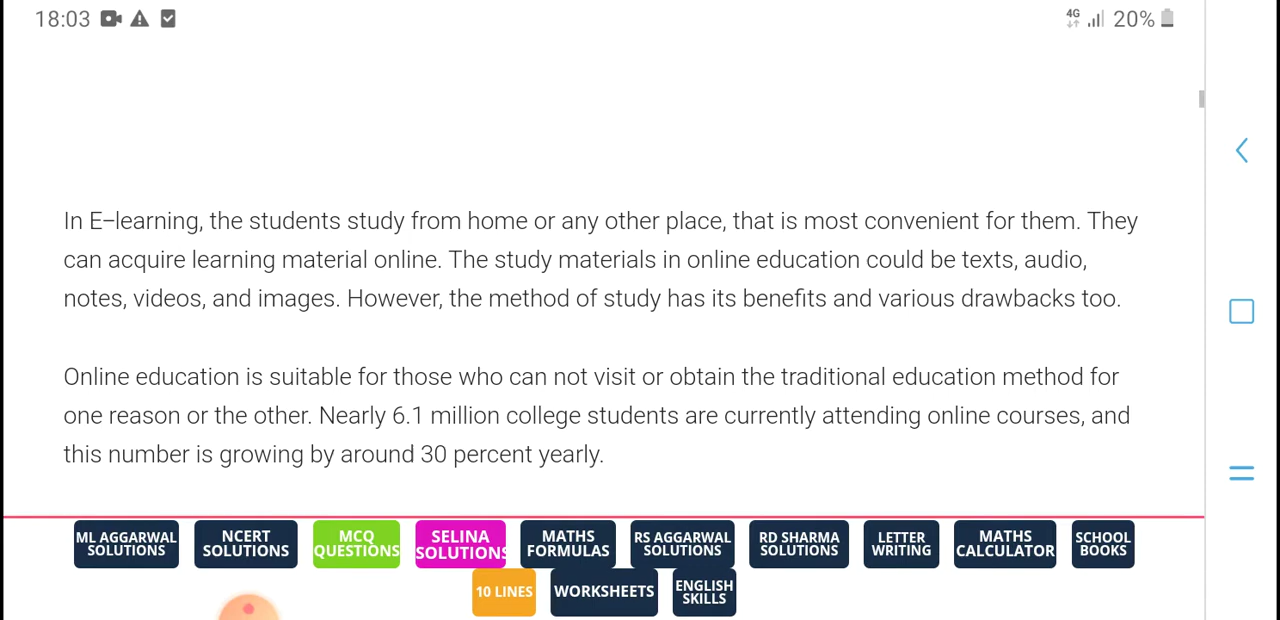 18:03 4G 20%
In E–learning, the students study from home or any other place, that is most convenient for them. They
can acquire learning material online. The study materials in online education could be texts, audio,
notes, videos, and images. However, the method of study has its benefits and various drawbacks too.
Online education is suitable for those who can not visit or obtain the traditional education method for
one reason or the other. Nearly 6.1 million college students are currently attending online courses, and
this number is growing by around 30 percent yearly.
ML AGGARWAL SOLUTIONS
NCERT SOLUTIONS
MCQ QUESTIONS
SELINA SOLUTIONS
MATHS FORMULAS
RS AGGARWAL SOLUTIONS
RD SHARMA SOLUTIONS
LETTER WRITING
MATHS CALCULATOR
SCHOOL BOOKS
10 LINES
WORKSHEETS
ENGLISH SKILLS